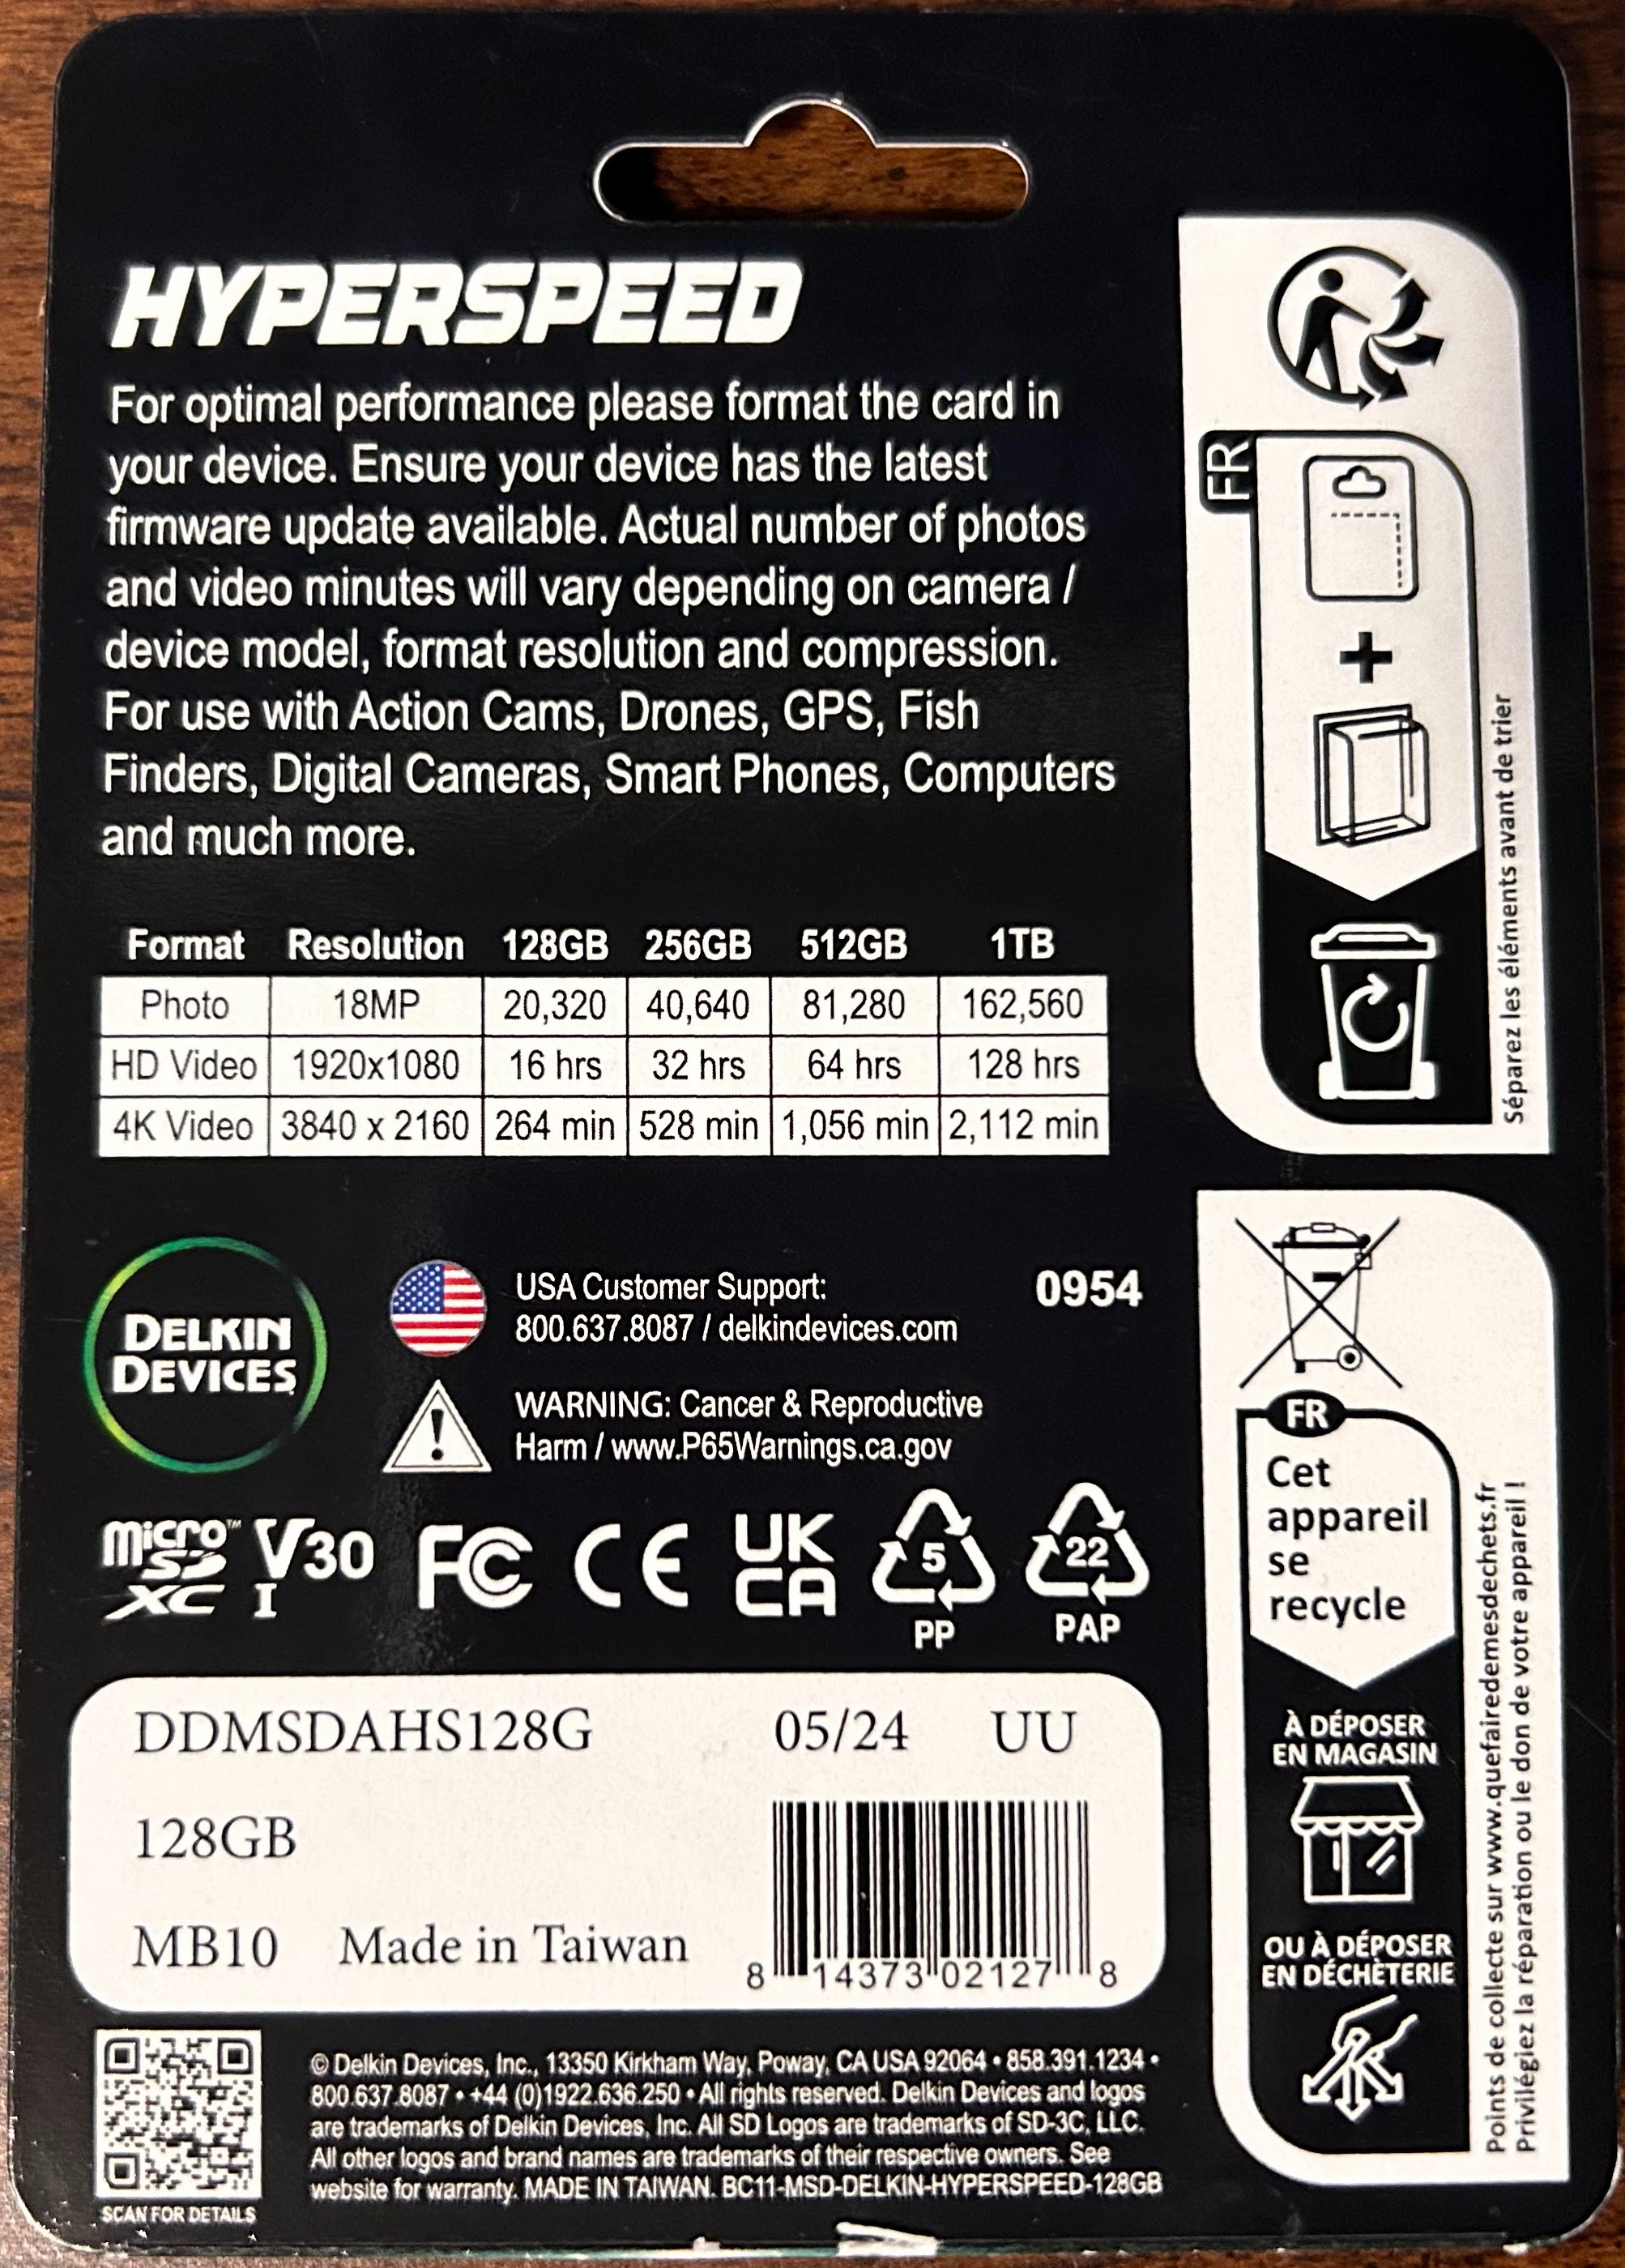 HYPERSPEED
For optimal performance please format the card in
your device. Ensure your device has the latest
firmware update available. Actual number of photos
and video minutes will vary depending on camera /
device model, format resolution and compression.
For use with Action Cams, Drones, GPS, Fish
Finders, Digital Cameras, Smart Phones, Computers
and much more.
Format Resolution 128GB 256GB 512GB 1TB
Photo 18MP 20,320 40,640 81,280 162,560
HD Video 1920x1080 16 hrs 32 hrs 64 hrs 128 hrs
4K Video 3840 x 2160 264 min 528 min 1,056 min 2,112 min
DELKIN
DEVICES
USA Customer Support:
800.637.8087 / delkindevices.com
0954
WARNING: Cancer & Reproductive
Harm / www.P65Warnings.ca.gov
micro™
SD
XC I
V30
FC
CE
UK
CA
5
PP
22
PAP
DDMSDAHS128G 05/24 UU
128GB
MB10 Made in Taiwan
8 14373 02127 8
SCAN FOR DETAILS
© Delkin Devices, Inc., 13350 Kirkham Way, Poway, CA USA 92064 • 858.391.1234 •
800.637.8087 • +44 (0)1922.636.250 • All rights reserved. Delkin Devices and logos
are trademarks of Delkin Devices, Inc. All SD Logos are trademarks of SD-3C, LLC.
All other logos and brand names are trademarks of their respective owners. See
website for warranty. MADE IN TAIWAN. BC11-MSD-DELKIN-HYPERSPEED-128GB
FR
Séparez les éléments avant de trier
FR
Cet
appareil
se
recycle
À DÉPOSER
EN MAGASIN
OU À DÉPOSER
EN DÉCHÈTERIE
Points de collecte sur www.quefairedemesdechets.fr
Privilégiez la réparation ou le don de votre appareil !